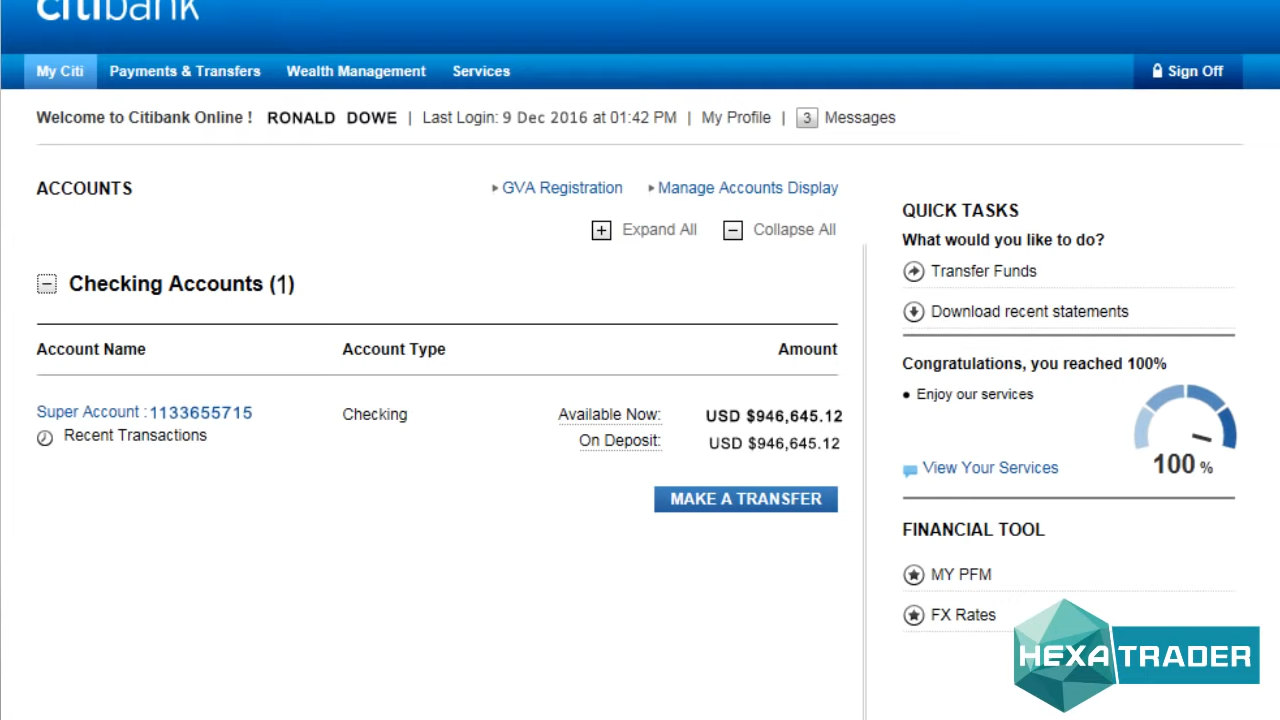 citibank
My Citi
Payments & Transfers
Wealth Management
Services
Sign Off
Welcome to Citibank Online ! RONALD DOWE | Last Login: 9 Dec 2016 at 01:42 PM | My Profile | 3 Messages
ACCOUNTS
GVA Registration
Manage Accounts Display
Expand All
Collapse All
Checking Accounts (1)
Account Name
Account Type
Amount
Super Account : 1133655715
Checking
Available Now: USD $946,645.12
Recent Transactions
On Deposit: USD $946,645.12
MAKE A TRANSFER
QUICK TASKS
What would you like to do?
Transfer Funds
Download recent statements
Congratulations, you reached 100%
• Enjoy our services
100 %
View Your Services
FINANCIAL TOOL
MY PFM
FX Rates
HEXA TRADER